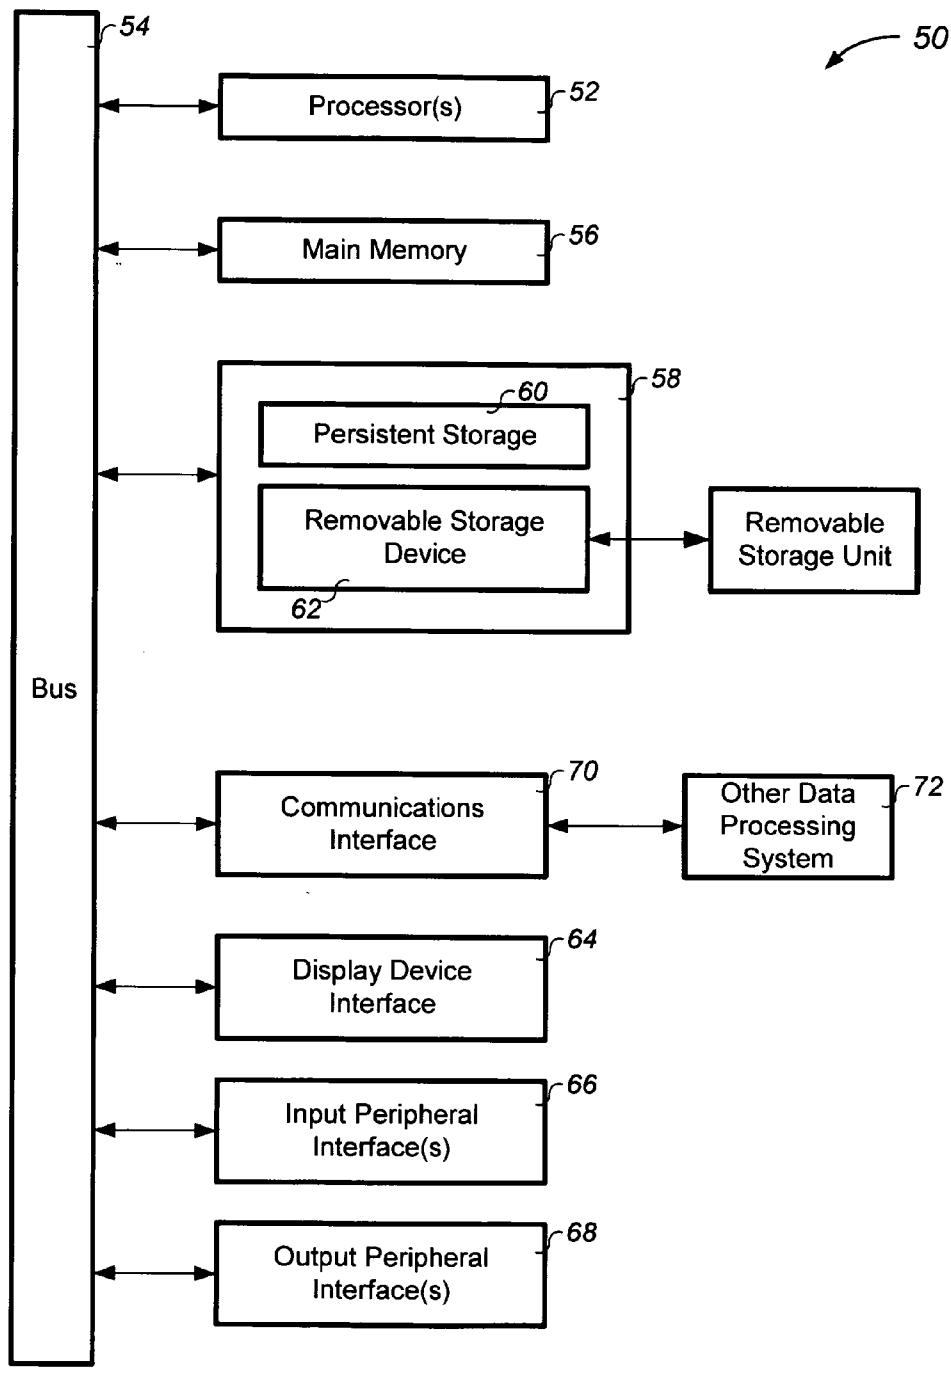 54
50
Processor(s)
52
Main Memory
56
58
60
Persistent Storage
Removable Storage
Device
62
Removable
Storage Unit
Bus
Communications
Interface
70
Other Data
Processing
System
72
Display Device
Interface
64
Input Peripheral
Interface(s)
66
Output Peripheral
Interface(s)
68